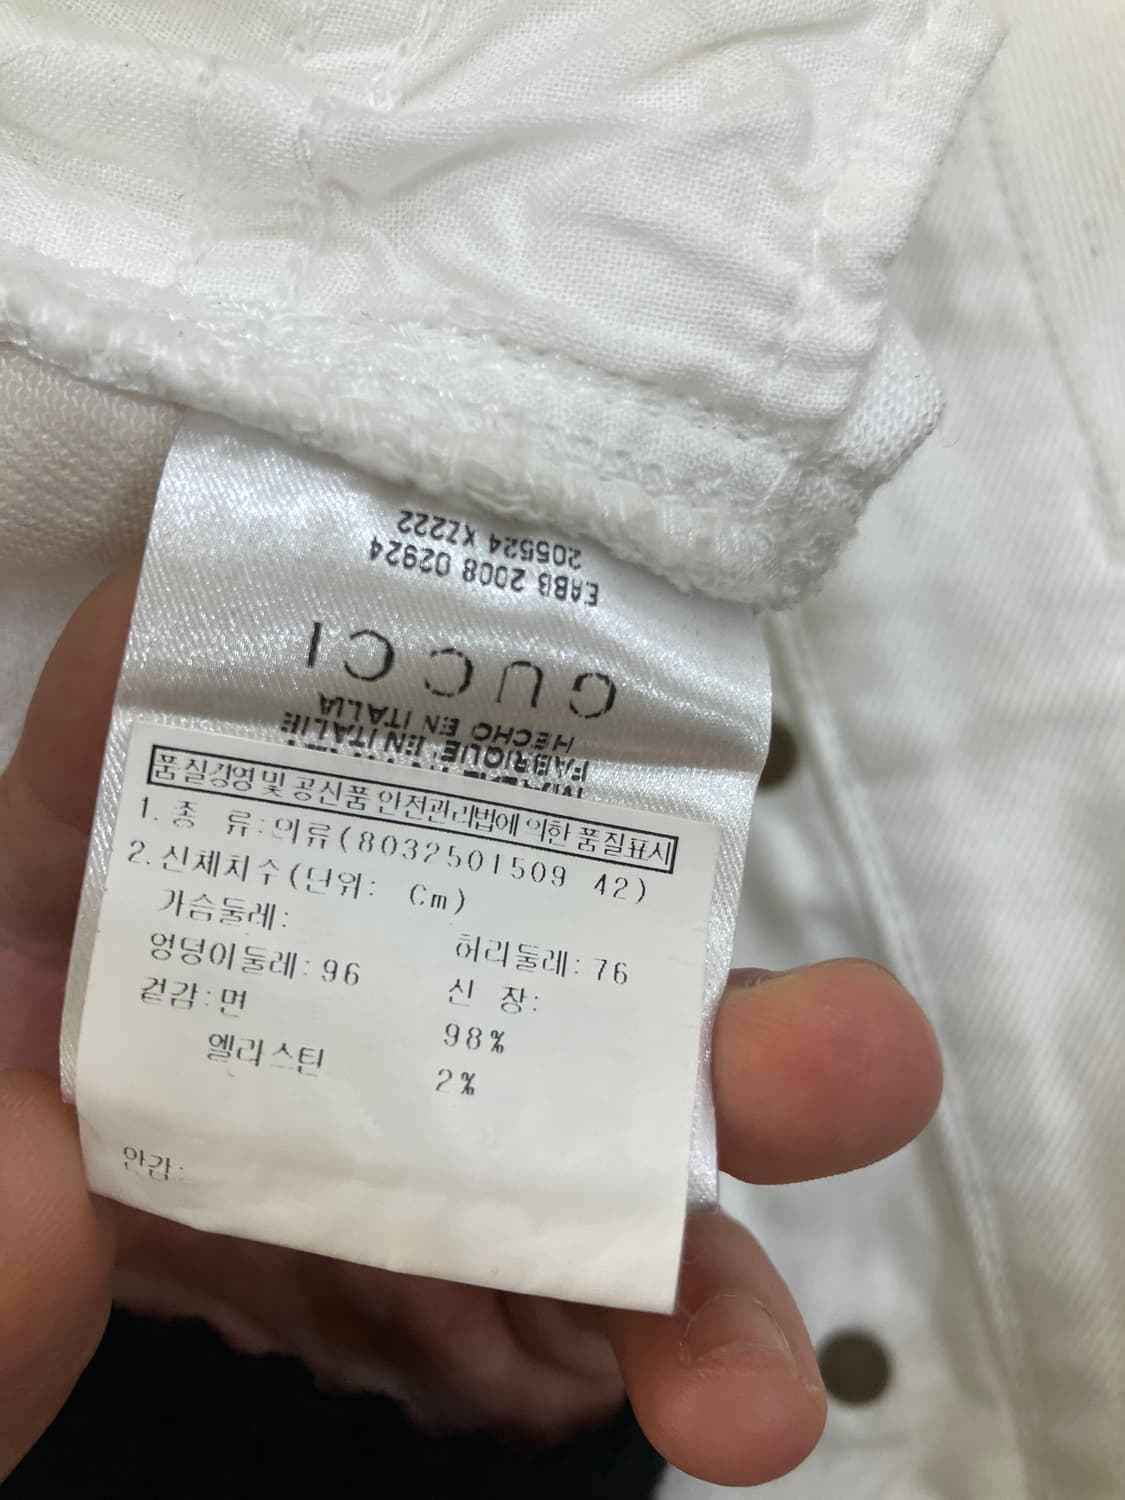 205524 XZ222
EABB 2008 02924
GUCCI
HECHO EN ITALIA
FABRIQUE' EN ITALIE
품질경영 및 공산품 안전관리법에 의한 품질표시
1. 종 류: 의류(8032501509 42)
2. 신체치수(단위: Cm)
가슴둘레:
허리둘레: 76
엉덩이둘레: 96
신 장:
겉감: 면 98%
엘라스틴 2%
안감: